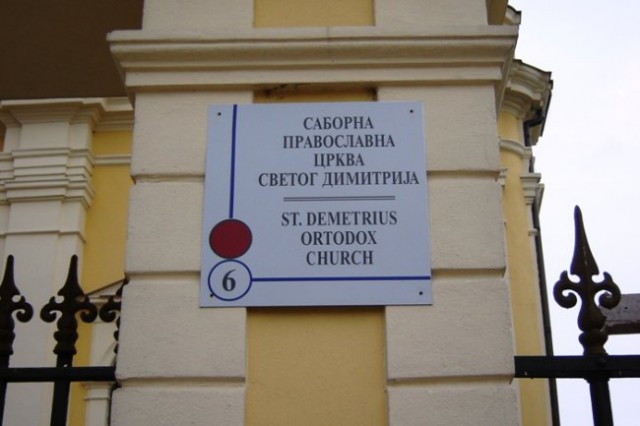 САБОРНА
ПРАВОСЛАВНА
ЦРКВА
СВЕТОГ ДИМИТРИЈА
ST. DEMETRIUS
ORTODOX
CHURCH
6